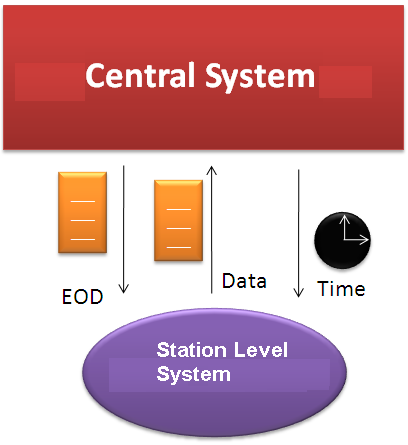 Central System
EOD
Data
Time
Station Level
System